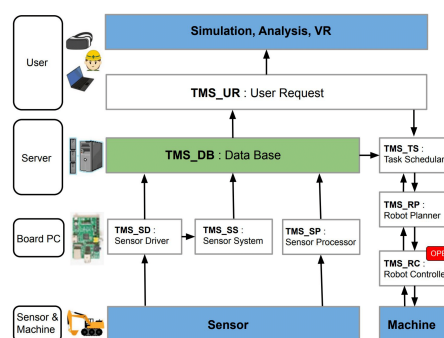 User
Simulation, Analysis, VR
TMS_UR : User Request
Server
TMS_DB : Data Base
TMS_TS :
Task Schedular
TMS_RP :
Robot Planner
Board PC
TMS_SD :
Sensor Driver
TMS_SS :
Sensor System
TMS_SP :
Sensor Processor
OPE
TMS_RC :
Robot Controlle
Sensor &
Machine
Sensor
Machine